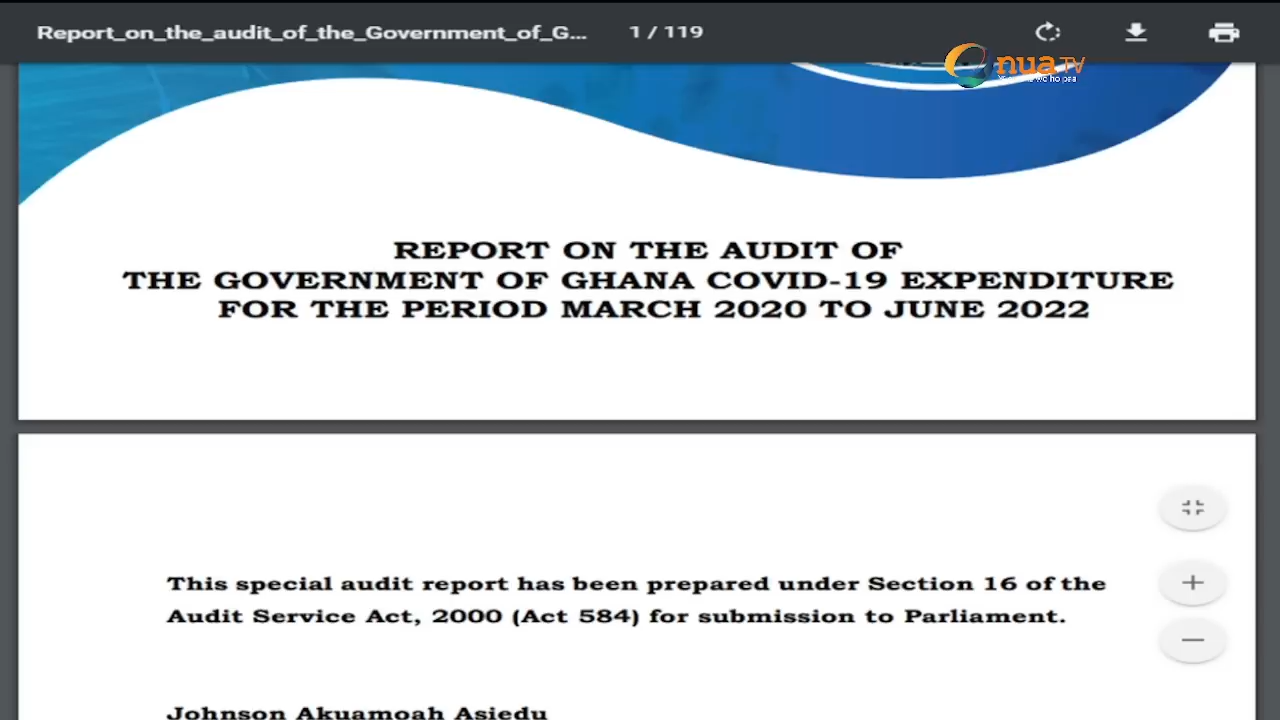 Report_on_the_audit_of_the_Government_of_G...
1 / 119
nuaTV
REPORT ON THE AUDIT OF
THE GOVERNMENT OF GHANA COVID-19 EXPENDITURE
FOR THE PERIOD MARCH 2020 TO JUNE 2022
This special audit report has been prepared under Section 16 of the
Audit Service Act, 2000 (Act 584) for submission to Parliament.
Johnson Akuamoah Asiedu